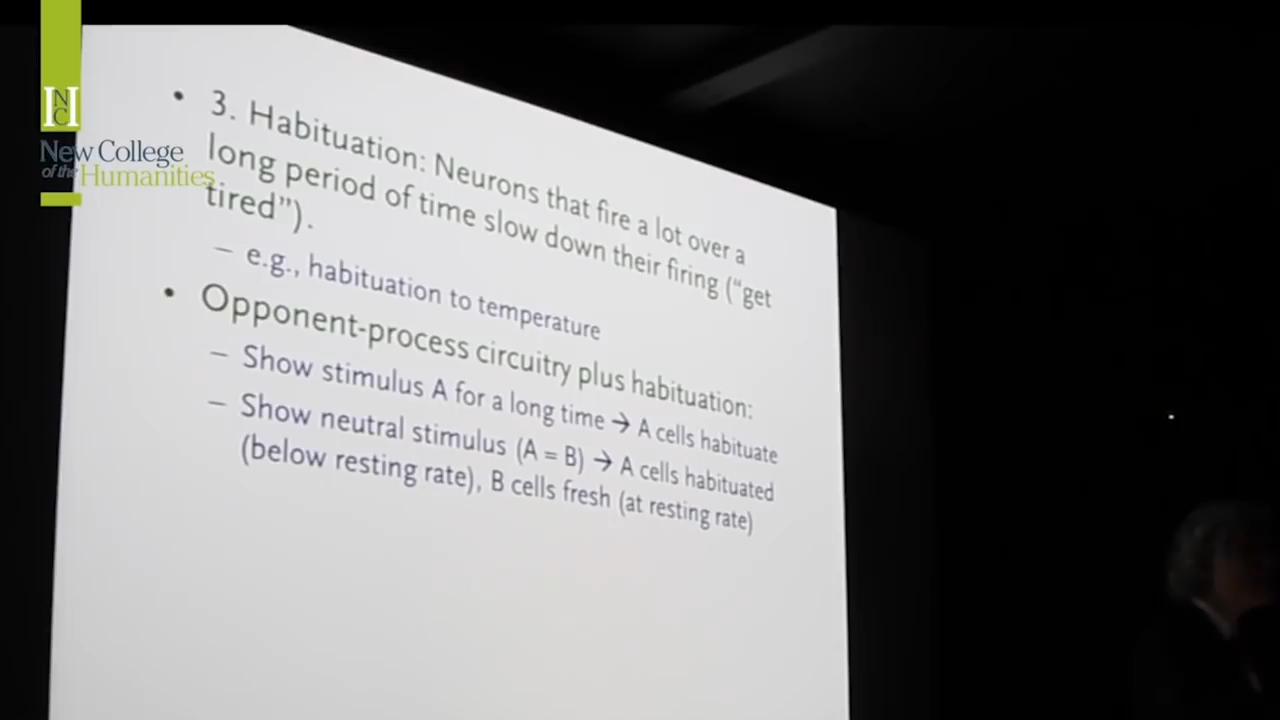 NCH
New College
of the Humanities
• 3. Habituation: Neurons that fire a lot over a
long period of time slow down their firing (“get
tired”).
– e.g., habituation to temperature
• Opponent-process circuitry plus habituation:
– Show stimulus A for a long time → A cells habituate
– Show neutral stimulus (A = B) → A cells habituated
(below resting rate), B cells fresh (at resting rate)